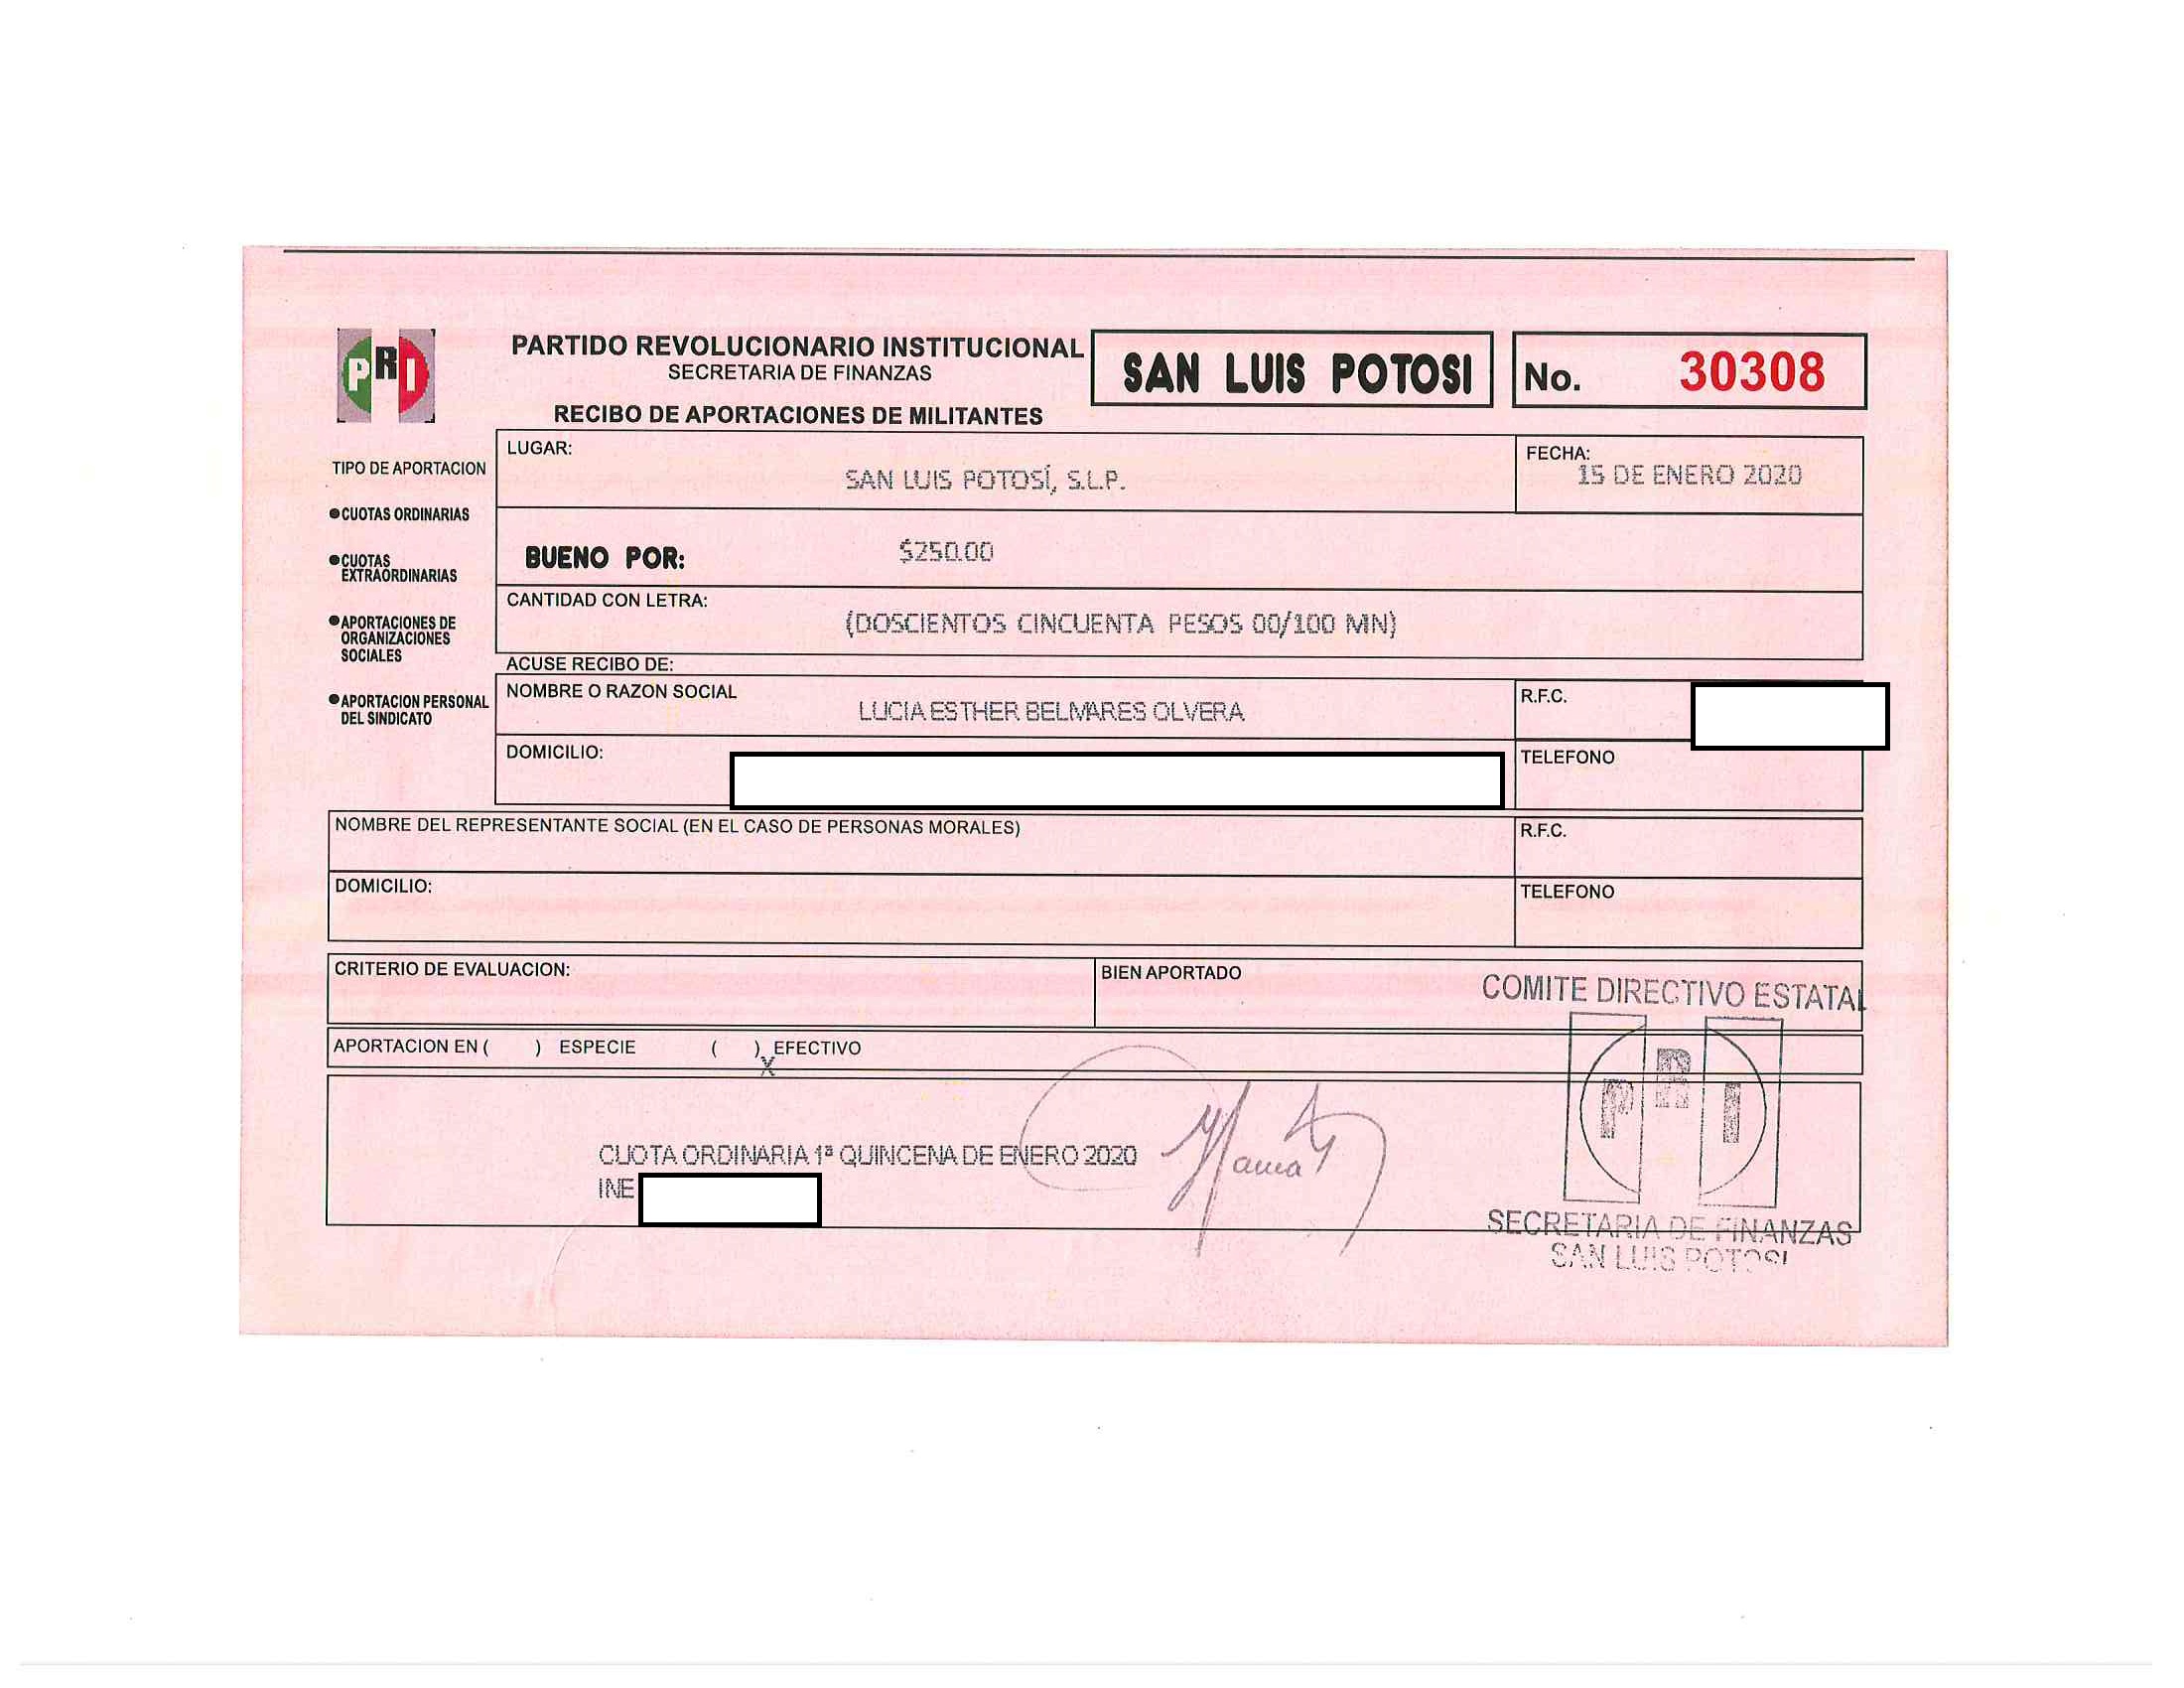 PRI
PARTIDO REVOLUCIONARIO INSTITUCIONAL
SECRETARIA DE FINANZAS
RECIBO DE APORTACIONES DE MILITANTES
SAN LUIS POTOSI
No. 30308
TIPO DE APORTACION
●CUOTAS ORDINARIAS
●CUOTAS
EXTRAORDINARIAS
●APORTACIONES DE
ORGANIZACIONES
SOCIALES
●APORTACION PERSONAL
DEL SINDICATO
LUGAR:
SAN LUIS POTOSÍ, S.L.P.
FECHA:
15 DE ENERO 2020
BUENO POR: $250.00
CANTIDAD CON LETRA:
(DOSCIENTOS CINCUENTA PESOS 00/100 MN)
ACUSE RECIBO DE:
NOMBRE O RAZON SOCIAL
LUCIA ESTHER BELMARES OLVERA
R.F.C.
DOMICILIO:
TELEFONO
NOMBRE DEL REPRESENTANTE SOCIAL (EN EL CASO DE PERSONAS MORALES)
R.F.C.
DOMICILIO:
TELEFONO
CRITERIO DE EVALUACION:
BIEN APORTADO
APORTACION EN ( ) ESPECIE ( ) EFECTIVO
X
CUOTA ORDINARIA 1ª QUINCENA DE ENERO 2020
INE
COMITE DIRECTIVO ESTATAL
PRI
SECRETARIA DE FINANZAS
SAN LUIS POTOSI